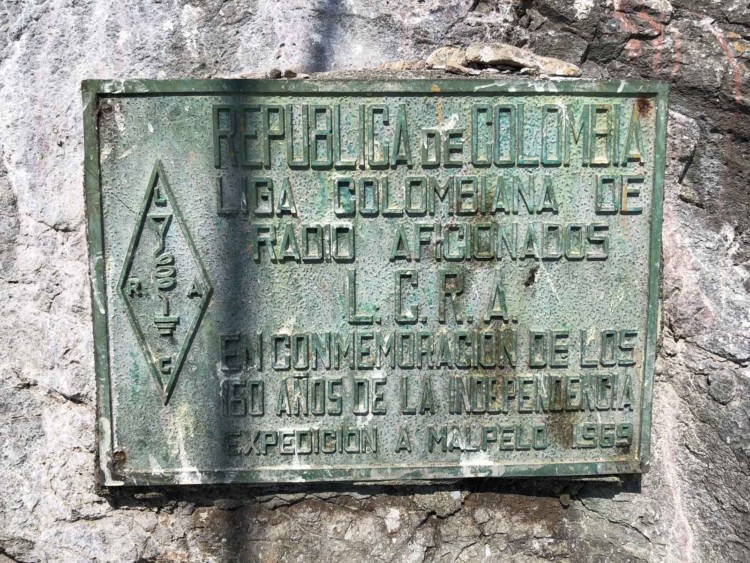 REPUBLICA DE COLOMBIA
LIGA COLOMBIANA DE
RADIO AFICIONADOS
L.C.R.A.
EN CONMEMORACION DE LOS
150 AÑOS DE LA INDEPENDENCIA
EXPEDICION A MALPELO 1969
L
R A
C